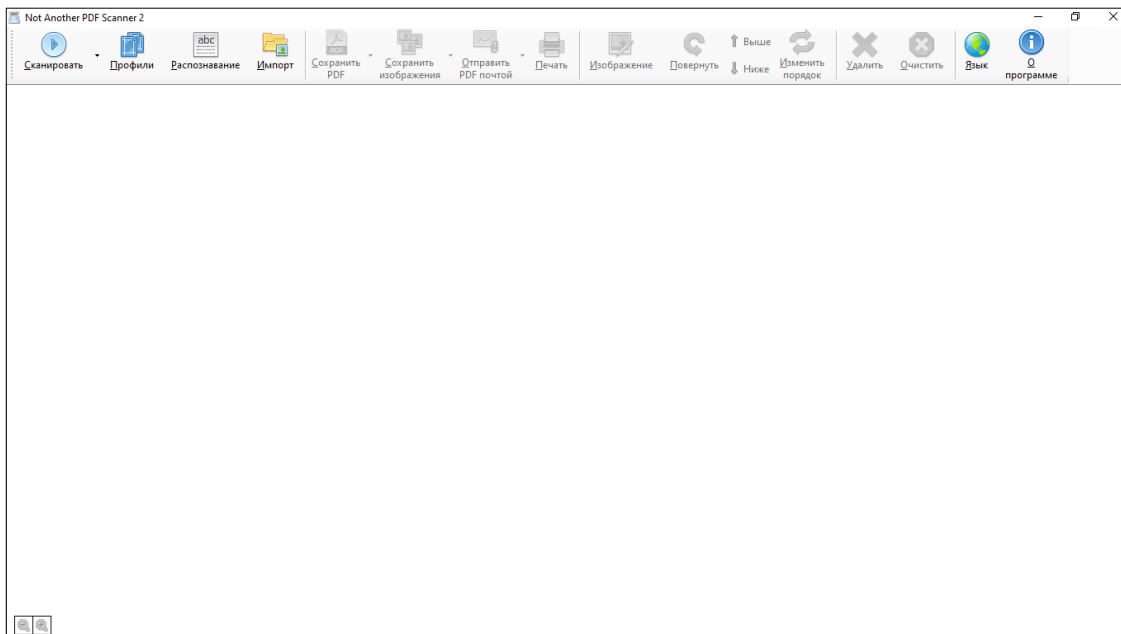 Not Another PDF Scanner 2
Сканировать
Профили
Распознавание
Импорт
Сохранить
PDF
Сохранить
изображения
Отправить
PDF почтой
Печать
Изображение
Повернуть
Выше
Ниже
Изменить
порядок
Удалить
Очистить
Язык
О
программе
abc
PDF